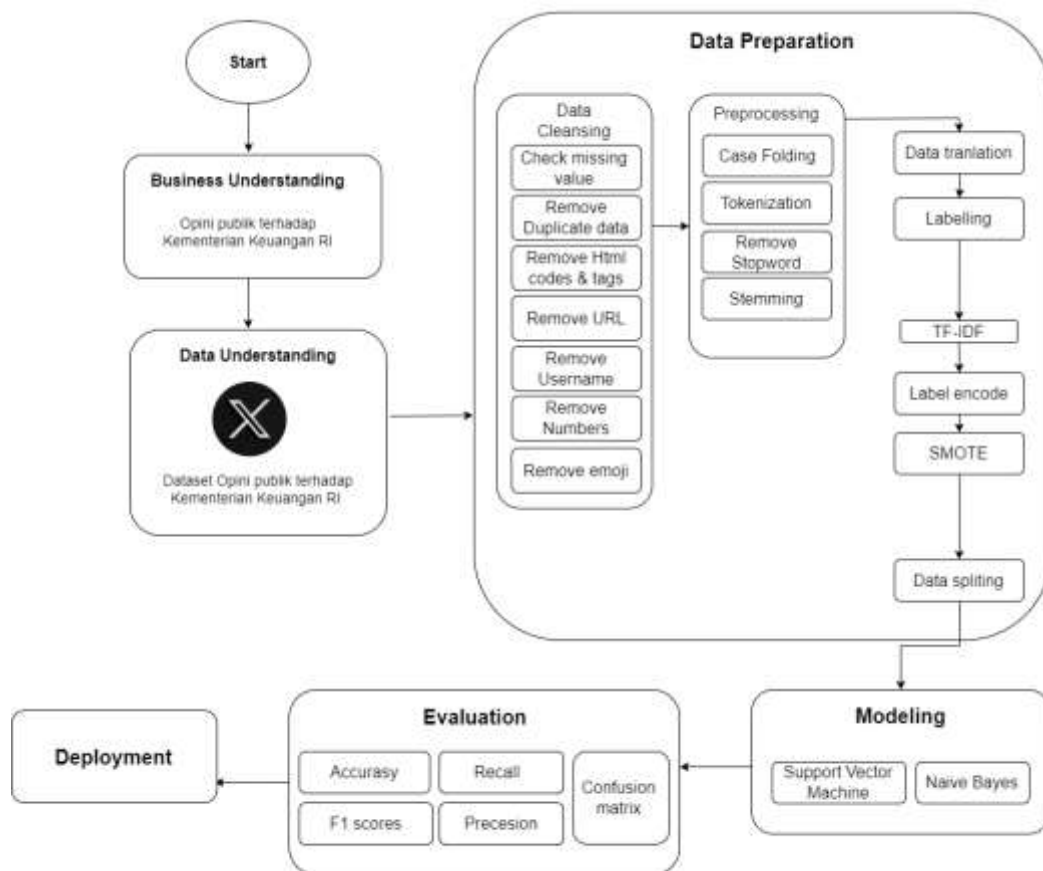 Start
Business Understanding
Opini publik terhadap
Kementerian Keuangan RI
Data Understanding
Dataset Opini publik terhadap
Kementerian Keuangan RI
Data Preparation
Data
Cleansing
Check missing
value
Remove
Duplicate data
Remove Html
codes & tags
Remove URL
Remove
Username
Remove
Numbers
Remove emoji
Preprocessing
Case Folding
Tokenization
Remove
Stopword
Stemming
Data tranlation
Labelling
TF-IDF
Label encode
SMOTE
Data spliting
Modeling
Support Vector
Machine
Naive Bayes
Evaluation
Accurasy
Recall
F1 scores
Precesion
Confusion
matrix
Deployment